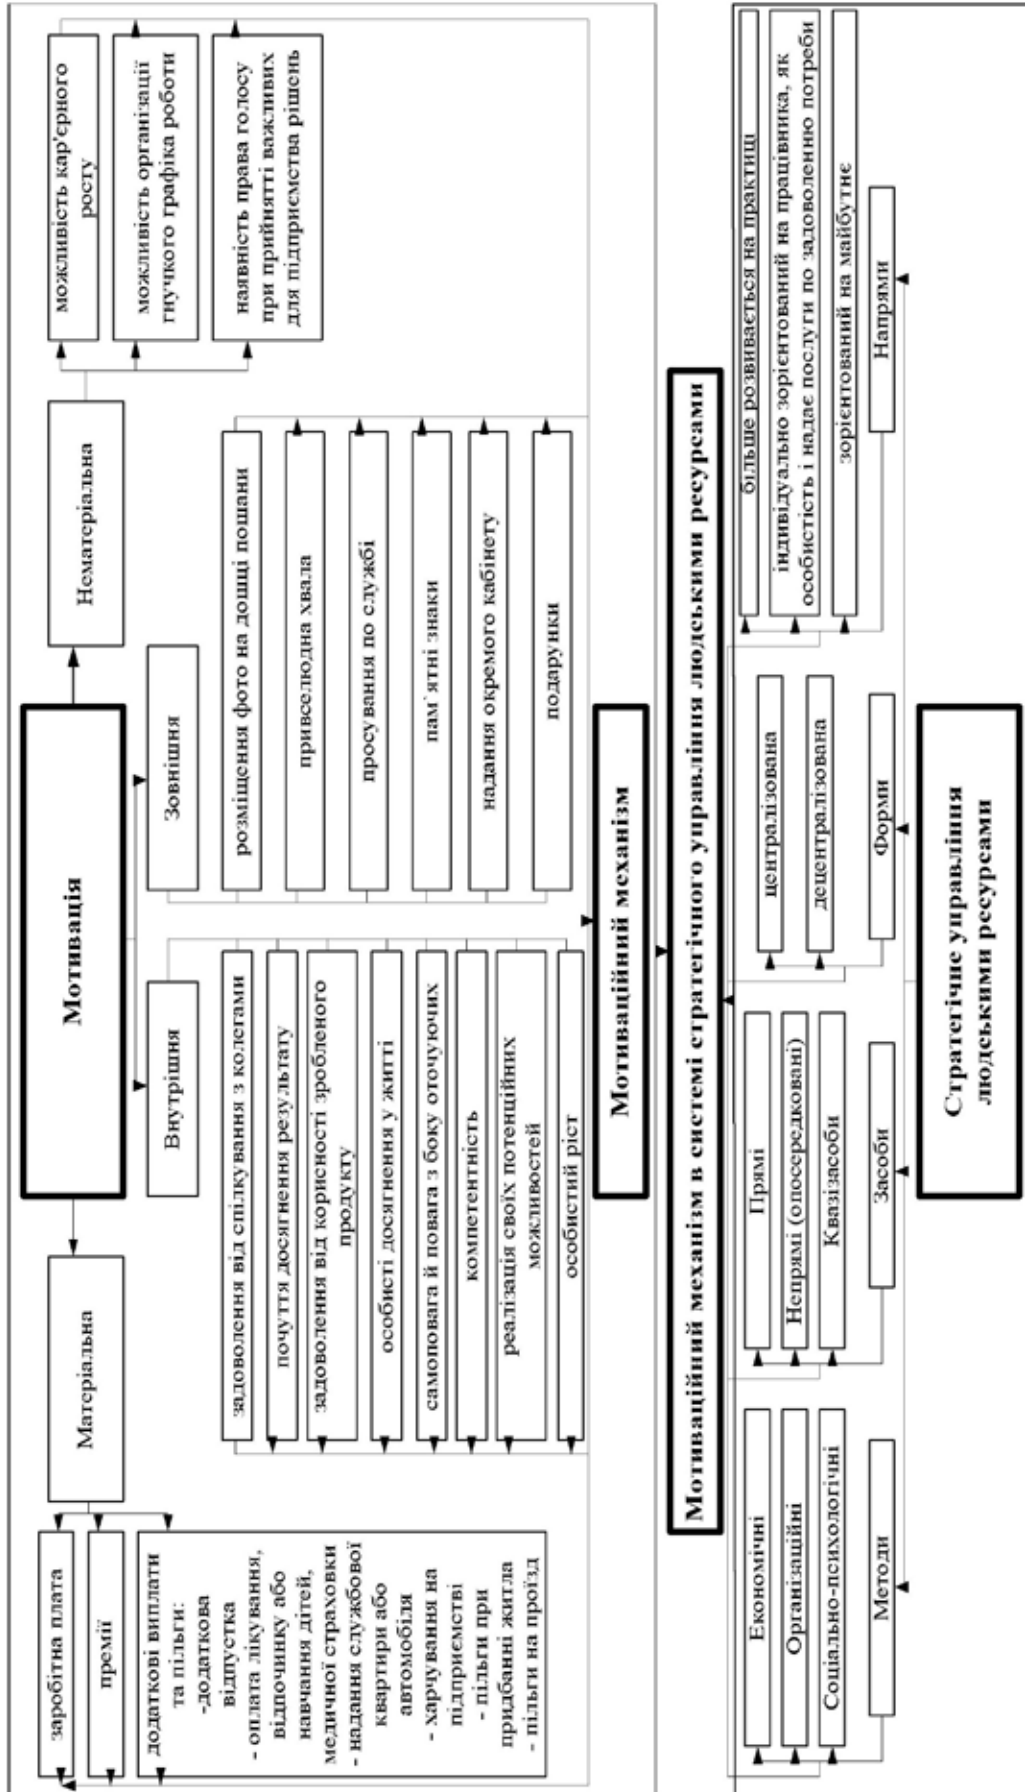 Мотивація
Матеріальна
Нематеріальна
Внутрішня
Зовнішня
заробітна плата
премії
додаткові виплати
та пільги:
-додаткова
відпустка
- оплата лікування,
відпочинку або
навчання дітей,
медичної страховки
- надання службової
квартири або
автомобіля
- харчування на
підприємстві
- пільги при
придбанні житла
- пільги на проїзд
задоволення від спілкування з колегами
почуття досягнення результату
задоволення від корисності зробленого
продукту
особисті досягнення у житті
самоповага й повага з боку оточуючих
компетентність
реалізація своїх потенційних
можливостей
особистий ріст
розміщення фото на дошці пошани
привселюдна хвала
просування по службі
пам`ятні знаки
надання окремого кабінету
подарунки
можливість кар'єрного
росту
можливість організації
гнучкого графіка роботи
наявність права голосу
при прийнятті важливих
для підприємства рішень
Мотиваційний механізм
Мотиваційний механізм в системі стратегічного управління людськими ресурсами
Економічні
Організаційні
Соціально-психологічні
Методи
Прямі
Непрямі (опосередковані)
Квазізасоби
Засоби
централізована
децентралізована
Форми
більше розвивається на практиці
індивідуально зорієнтований на працівника, як
особистість і надає послуги по задоволенню потреби
зорієнтований на майбутнє
Напрями
Стратегічне управління
людськими ресурсами